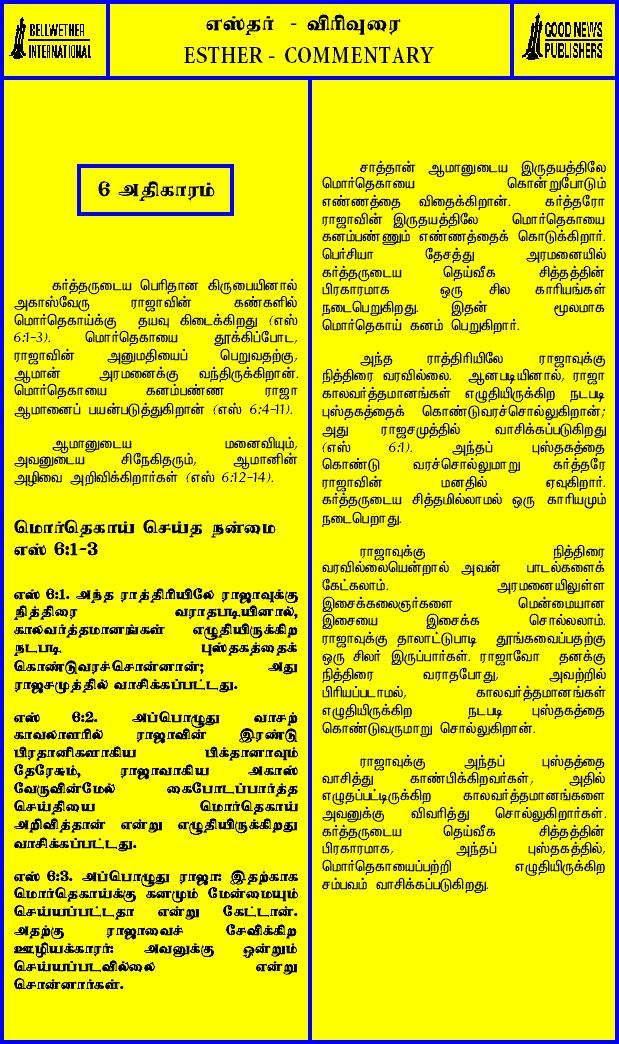 BELLWETHER
INTERNATIONAL
எஸ்தர் - விரிவுரை
ESTHER - COMMENTARY
GOOD NEWS
PUBLISHERS
6 அதிகாரம்
கர்த்தருடைய பெரிதான கிருபையினால்
அகாஸ்வேரு ராஜாவின் கண்களில்
மொர்தெகாய்க்கு தயவு கிடைக்கிறது (எஸ்
6:1-3). மொர்தெகாயை தூக்கிப்போட,
ராஜாவின் அனுமதியைப் பெறுவதற்கு,
ஆமான் அரமனைக்கு வந்திருக்கிறான்.
மொர்தெகாயை கனம்பண்ண ராஜா
ஆமானைப் பயன்படுத்துகிறான் (எஸ் 6:4-11).
ஆமானுடைய மனைவியும்,
அவனுடைய சிநேகிதரும், ஆமானின்
அழிவை அறிவிக்கிறார்கள் (எஸ் 6:12-14).
மொர்தெகாய் செய்த நன்மை
எஸ் 6:1-3
எஸ் 6:1. அந்த ராத்திரியிலே ராஜாவுக்கு
நித்திரை வராதபடியினால்,
காலவர்த்தமானங்கள் எழுதியிருக்கிற
நடபடி புஸ்தகத்தைக்
கொண்டுவரச்சொன்னான்; அது
ராஜசமுத்தில் வாசிக்கப்பட்டது.
எஸ் 6:2. அப்பொழுது வாசற்
காவலாளரில் ராஜாவின் இரண்டு
பிரதானிகளாகிய பிக்தானாவும்
தேரேசும், ராஜாவாகிய அகாஸ்
வேருவின்மேல் கைபோடப்பார்த்த
செய்தியை மொர்தெகாய்
அறிவித்தான் என்று எழுதியிருக்கிறது
வாசிக்கப்பட்டது.
எஸ் 6:3. அப்பொழுது ராஜா: இதற்காக
மொர்தெகாய்க்கு கனமும் மேன்மையும்
செய்யப்பட்டதா என்று கேட்டான்.
அதற்கு ராஜாவைச் சேவிக்கிற
ஊழியக்காரர்: அவனுக்கு ஒன்றும்
செய்யப்படவில்லை என்று
சொன்னார்கள்.
சாத்தான் ஆமானுடைய இருதயத்திலே
மொர்தெகாயை கொன்றுபோடும்
எண்ணத்தை விதைக்கிறான். கர்த்தரோ
ராஜாவின் இருதயத்திலே மொர்தெகாயை
கனம்பண்ணும் எண்ணத்தைக் கொடுக்கிறார்.
பெர்சியா தேசத்து அரமனையில்
கர்த்தருடைய தெய்வீக சித்தத்தின்
பிரகாரமாக ஒரு சில காரியங்கள்
நடைபெறுகிறது. இதன் மூலமாக
மொர்தெகாய் கனம் பெறுகிறார்.
அந்த ராத்திரியிலே ராஜாவுக்கு
நித்திரை வரவில்லை. ஆனபடியினால், ராஜா
காலவர்த்தமானங்கள் எழுதியிருக்கிற நடபடி
புஸ்தகத்தைக் கொண்டுவரச்சொல்லுகிறான்;
அது ராஜசமுத்தில் வாசிக்கப்படுகிறது
(எஸ் 6:1). அந்தப் புஸ்தகத்தை
கொண்டு வரச்சொல்லுமாறு கர்த்தரே
ராஜாவின் மனதில் ஏவுகிறார்.
கர்த்தருடைய சித்தமில்லாமல் ஒரு காரியமும்
நடைபெறாது.
ராஜாவுக்கு நித்திரை
வரவில்லையென்றால் அவன் பாடல்களைக்
கேட்கலாம். அரமனையிலுள்ள
இசைக்கலைஞர்களை மென்மையான
இசையை இசைக்க சொல்லலாம்.
ராஜாவுக்கு தாலாட்டுபாடி தூங்கவைப்பதற்கு
ஒரு சிலர் இருப்பார்கள். ராஜாவோ தனக்கு
நித்திரை வராதபோது, அவற்றில்
பிரியப்படாமல், காலவர்த்தமானங்கள்
எழுதியிருக்கிற நடபடி புஸ்தகத்தை
கொண்டுவருமாறு சொல்லுகிறான்.
ராஜாவுக்கு அந்தப் புஸ்தத்தை
வாசித்து காண்பிக்கிறவர்கள், அதில்
எழுதப்பட்டிருக்கிற காலவர்த்தமானங்களை
அவனுக்கு விவரித்து சொல்லுகிறார்கள்.
கர்த்தருடைய தெய்வீக சித்தத்தின்
பிரகாரமாக, அந்தப் புஸ்தகத்தில்,
மொர்தெகாயைப்பற்றி எழுதியிருக்கிற
சம்பவம் வாசிக்கப்படுகிறது.